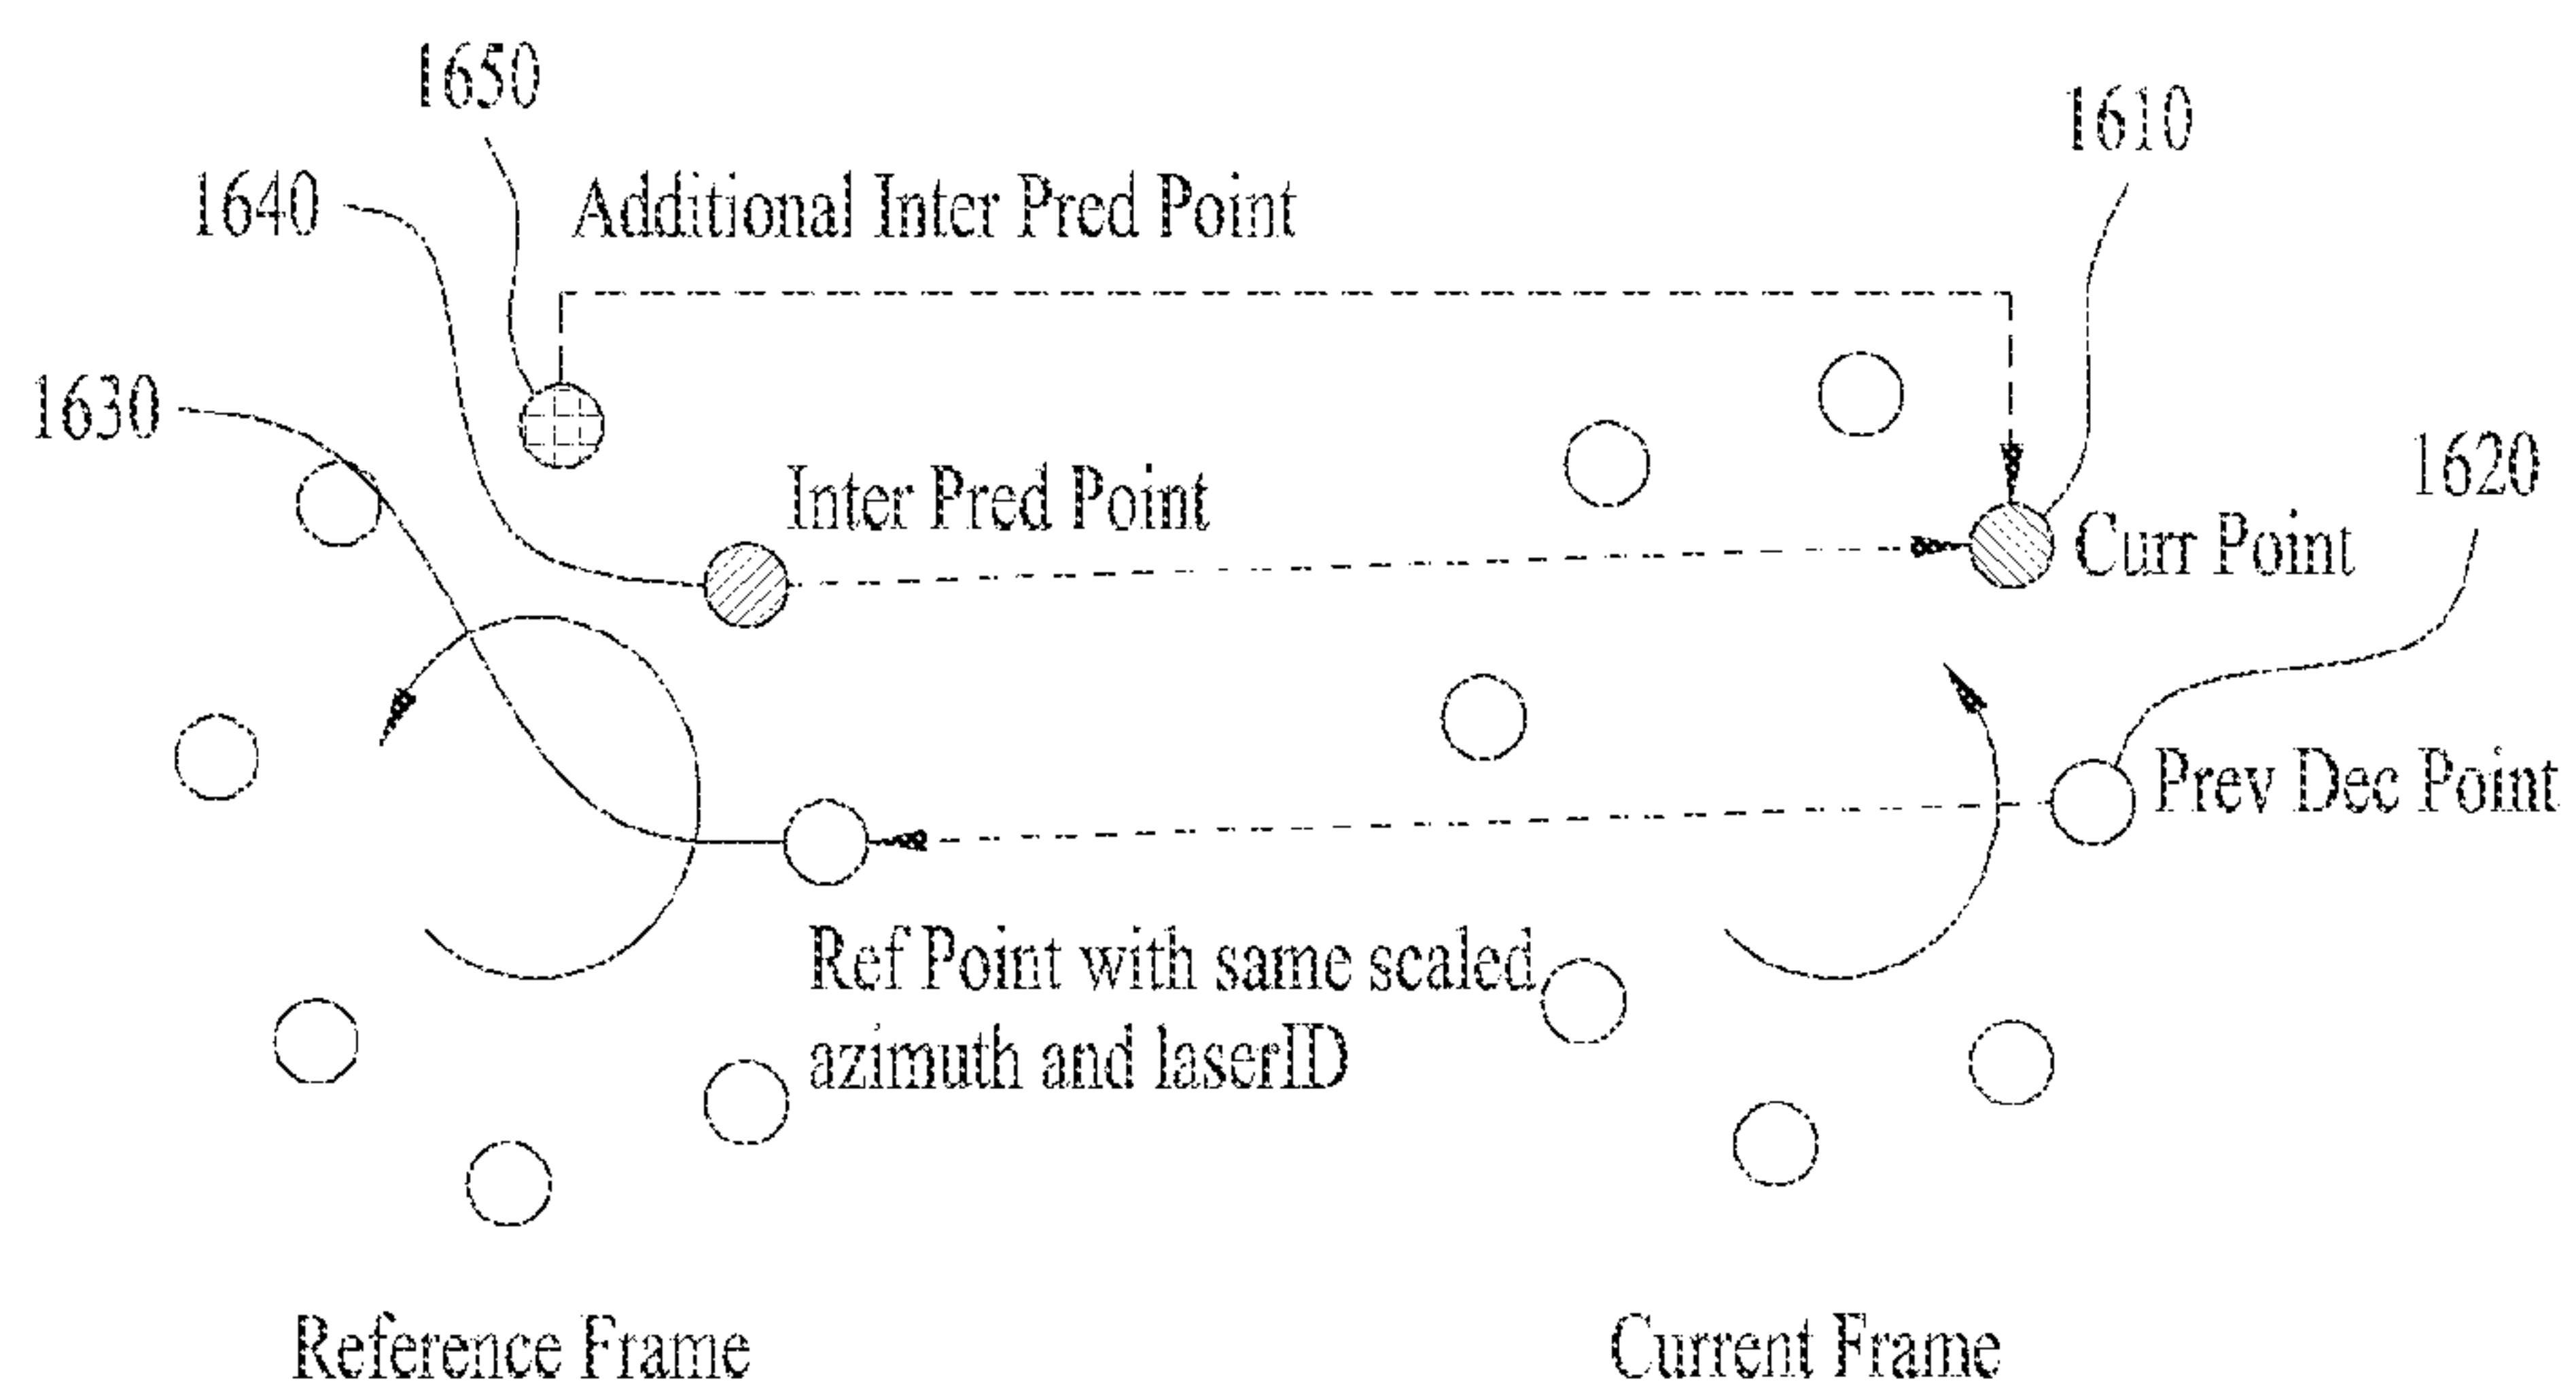 1650
1610
1640
Additional Inter Pred Point
1630
1620
Inter Pred Point
Curr Point
Prev Dec Point
Ref Point with same scaled
azimuth and laserID
Reference Frame
Current Frame